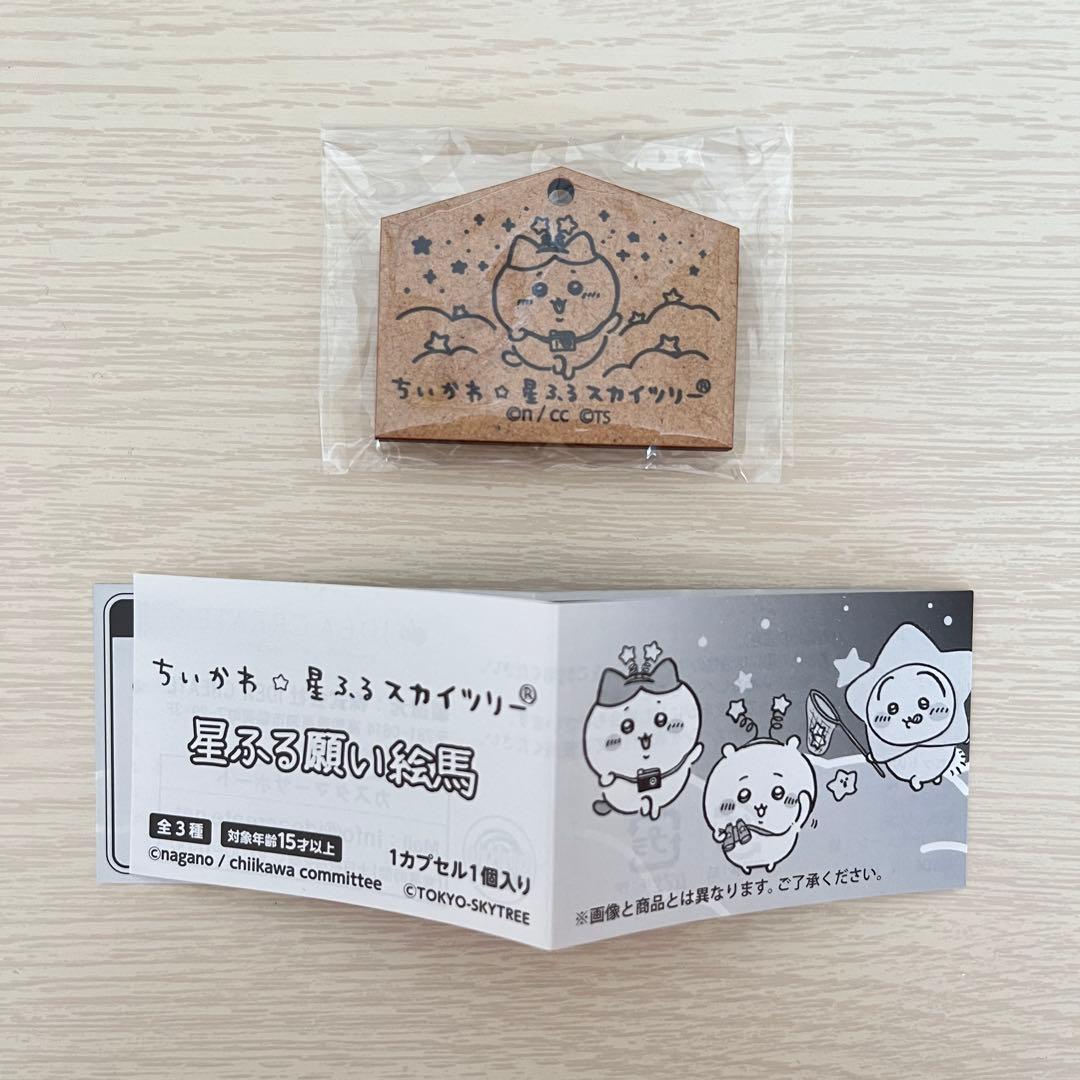 ちいかわ☆星ふるスカイツリー®
©n / cc ©TS
ちいかわ☆星ふるスカイツリー®
星ふる願い絵馬
全3種
対象年齢15才以上
1カプセル1個入り
©nagano / chiikawa committee
©TOKYO-SKYTREE
※画像と商品とは異なります。ご了承ください。